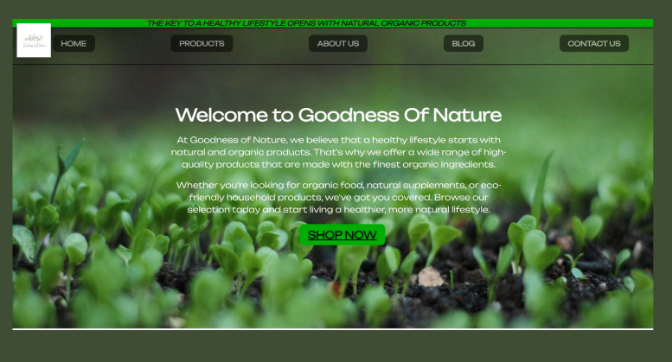 THE KEY TO A HEALTHY LIFESTYLE OPENS WITH NATURAL ORGANIC PRODUCTS
HOME PRODUCTS ABOUT US BLOG CONTACT US
Welcome to Goodness Of Nature
At Goodness of Nature, we believe that a healthy lifestyle starts with
natural and organic products. That's why we offer a wide range of high-
quality products that are made with the finest organic ingredients.
Whether you're looking for organic food, natural supplements, or eco-
friendly household products, we've got you covered. Browse our
selection today and start living a healthier, more natural lifestyle.
SHOP NOW